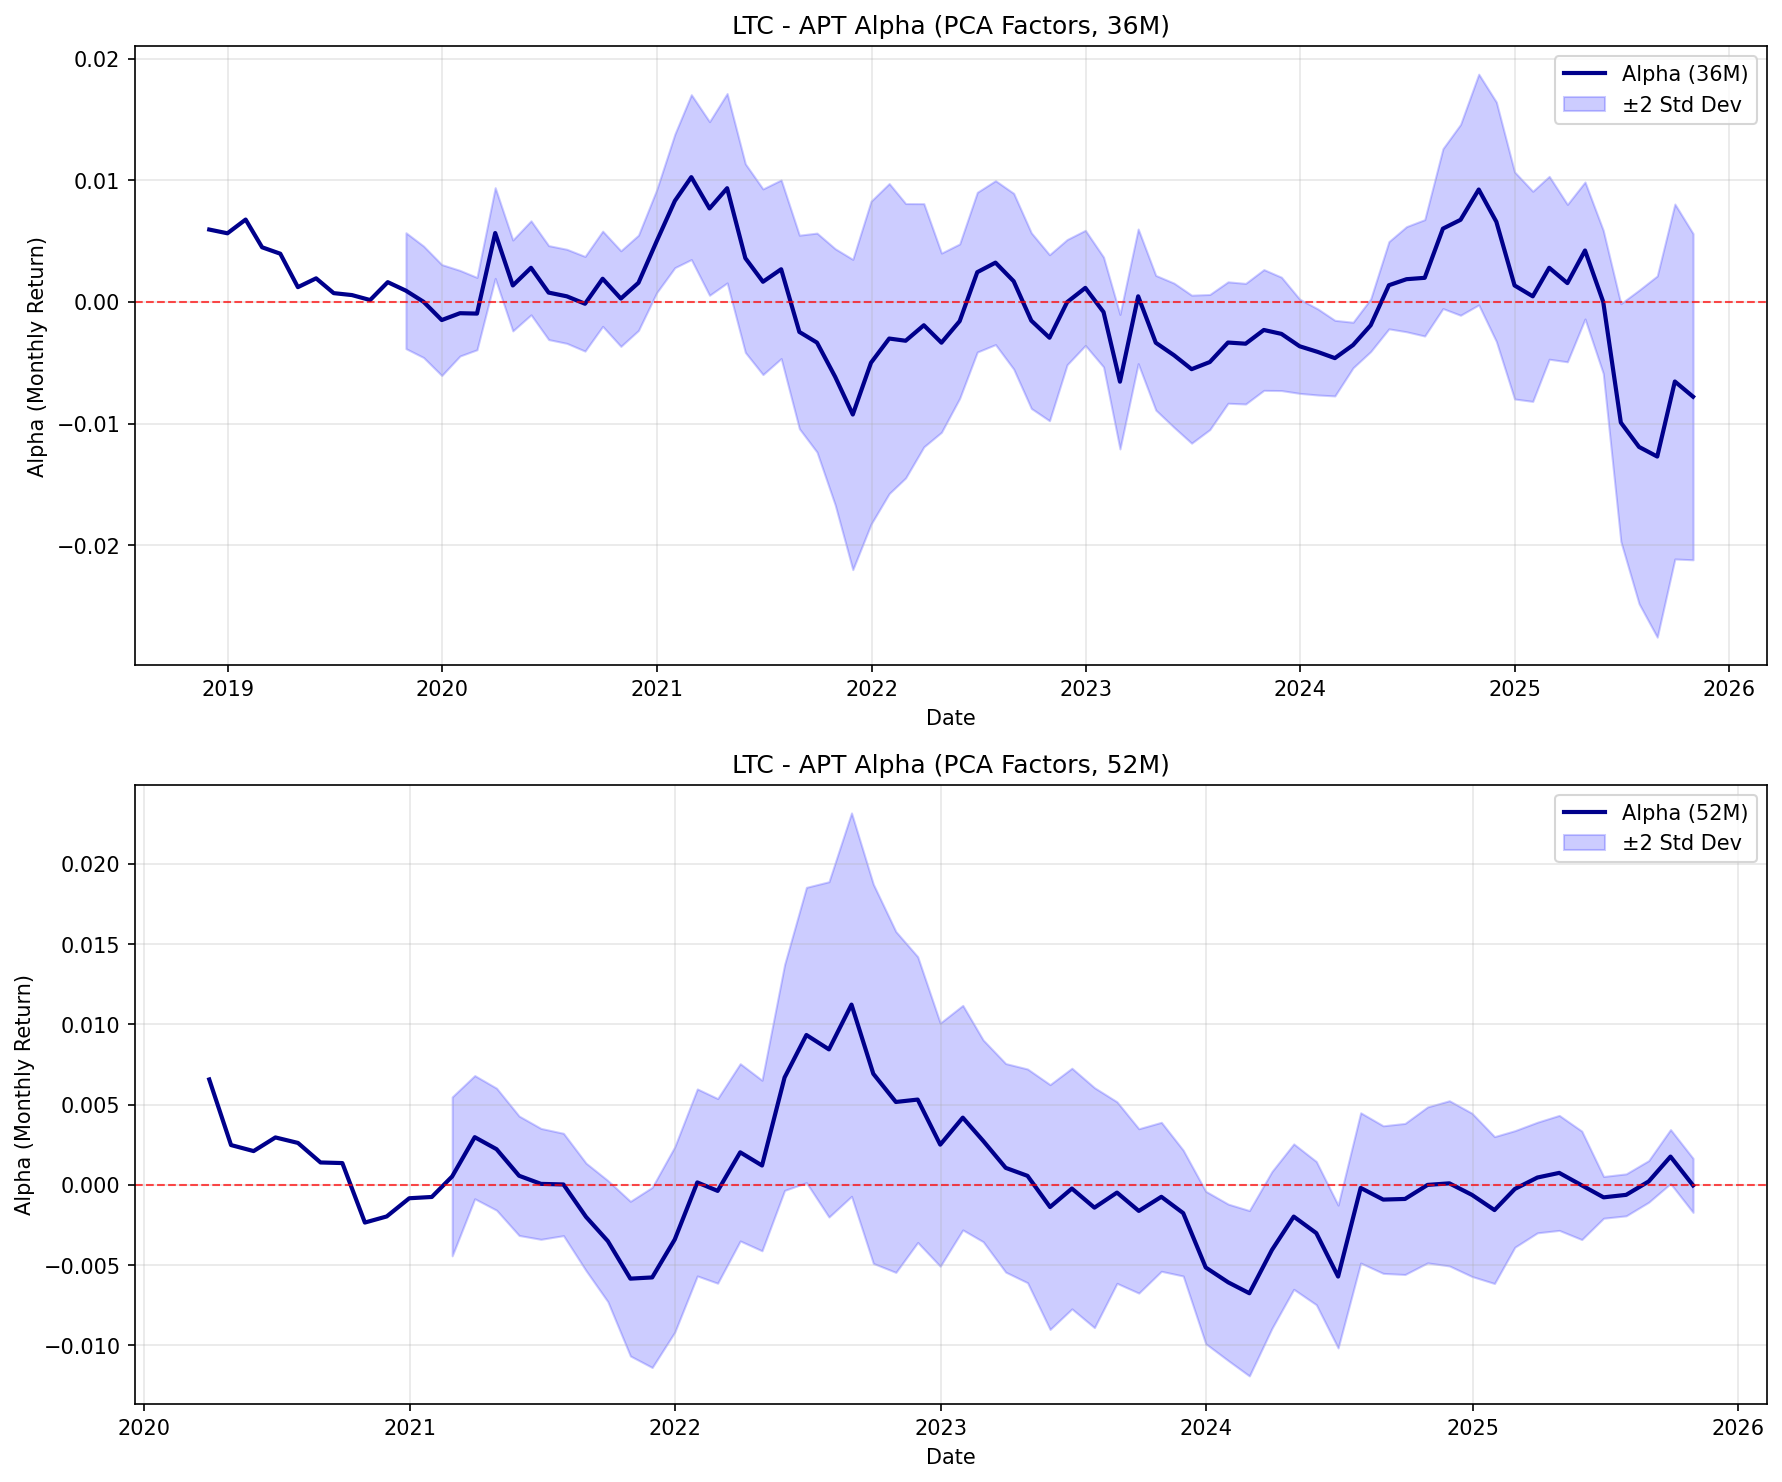 LTC - APT Alpha (PCA Factors, 36M)
Alpha (36M)
±2 Std Dev
Alpha (Monthly Return)
0.02
0.01
0.00
−0.01
−0.02
2019 2020 2021 2022 2023 2024 2025 2026
Date
LTC - APT Alpha (PCA Factors, 52M)
Alpha (52M)
±2 Std Dev
Alpha (Monthly Return)
0.020
0.015
0.010
0.005
0.000
−0.005
−0.010
2020 2021 2022 2023 2024 2025 2026
Date